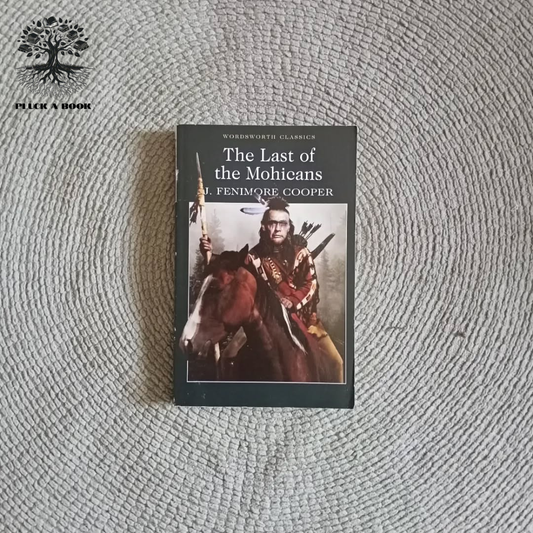 PLUCK A BOOK
WORDSWORTH CLASSICS
The Last of
the Mohicans
J. FENIMORE COOPER